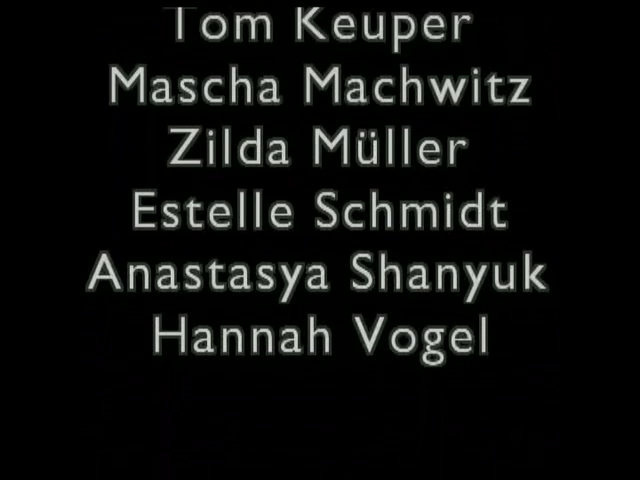 Tom Keuper
Mascha Machwitz
Zilda Müller
Estelle Schmidt
Anastasya Shanyuk
Hannah Vogel